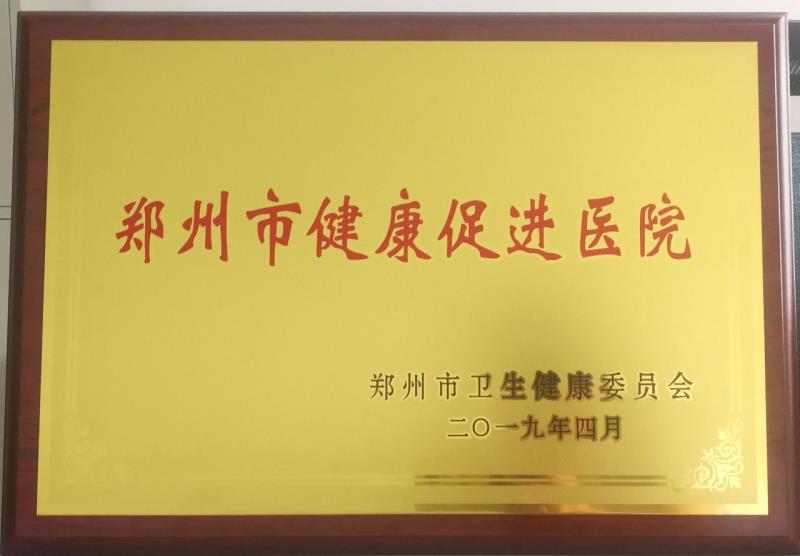 郑州市健康促进医院
郑州市卫生健康委员会
二〇一九年四月